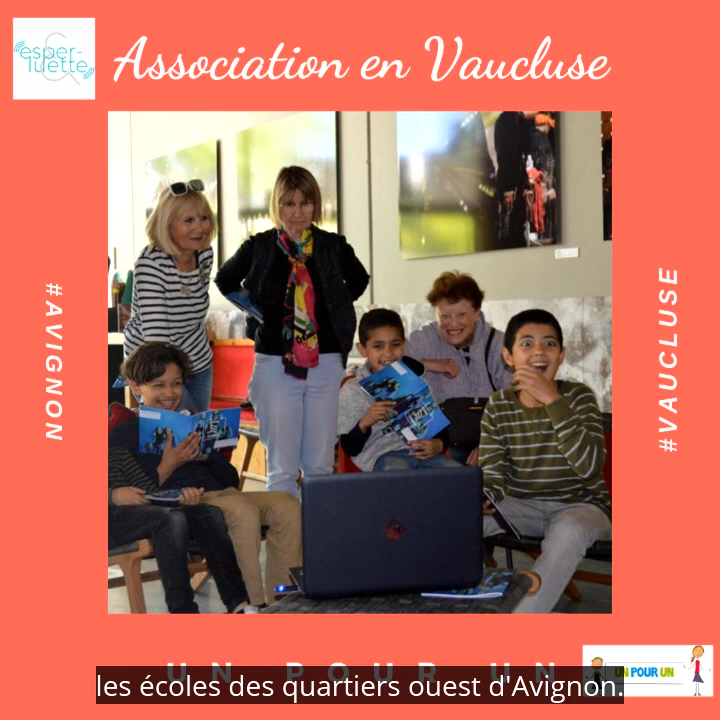 esper-
luette
&
Association en Vaucluse
#AVIGNON
#VAUCLUSE
UN POUR UN
UN POUR UN
les écoles des quartiers ouest d'Avignon.